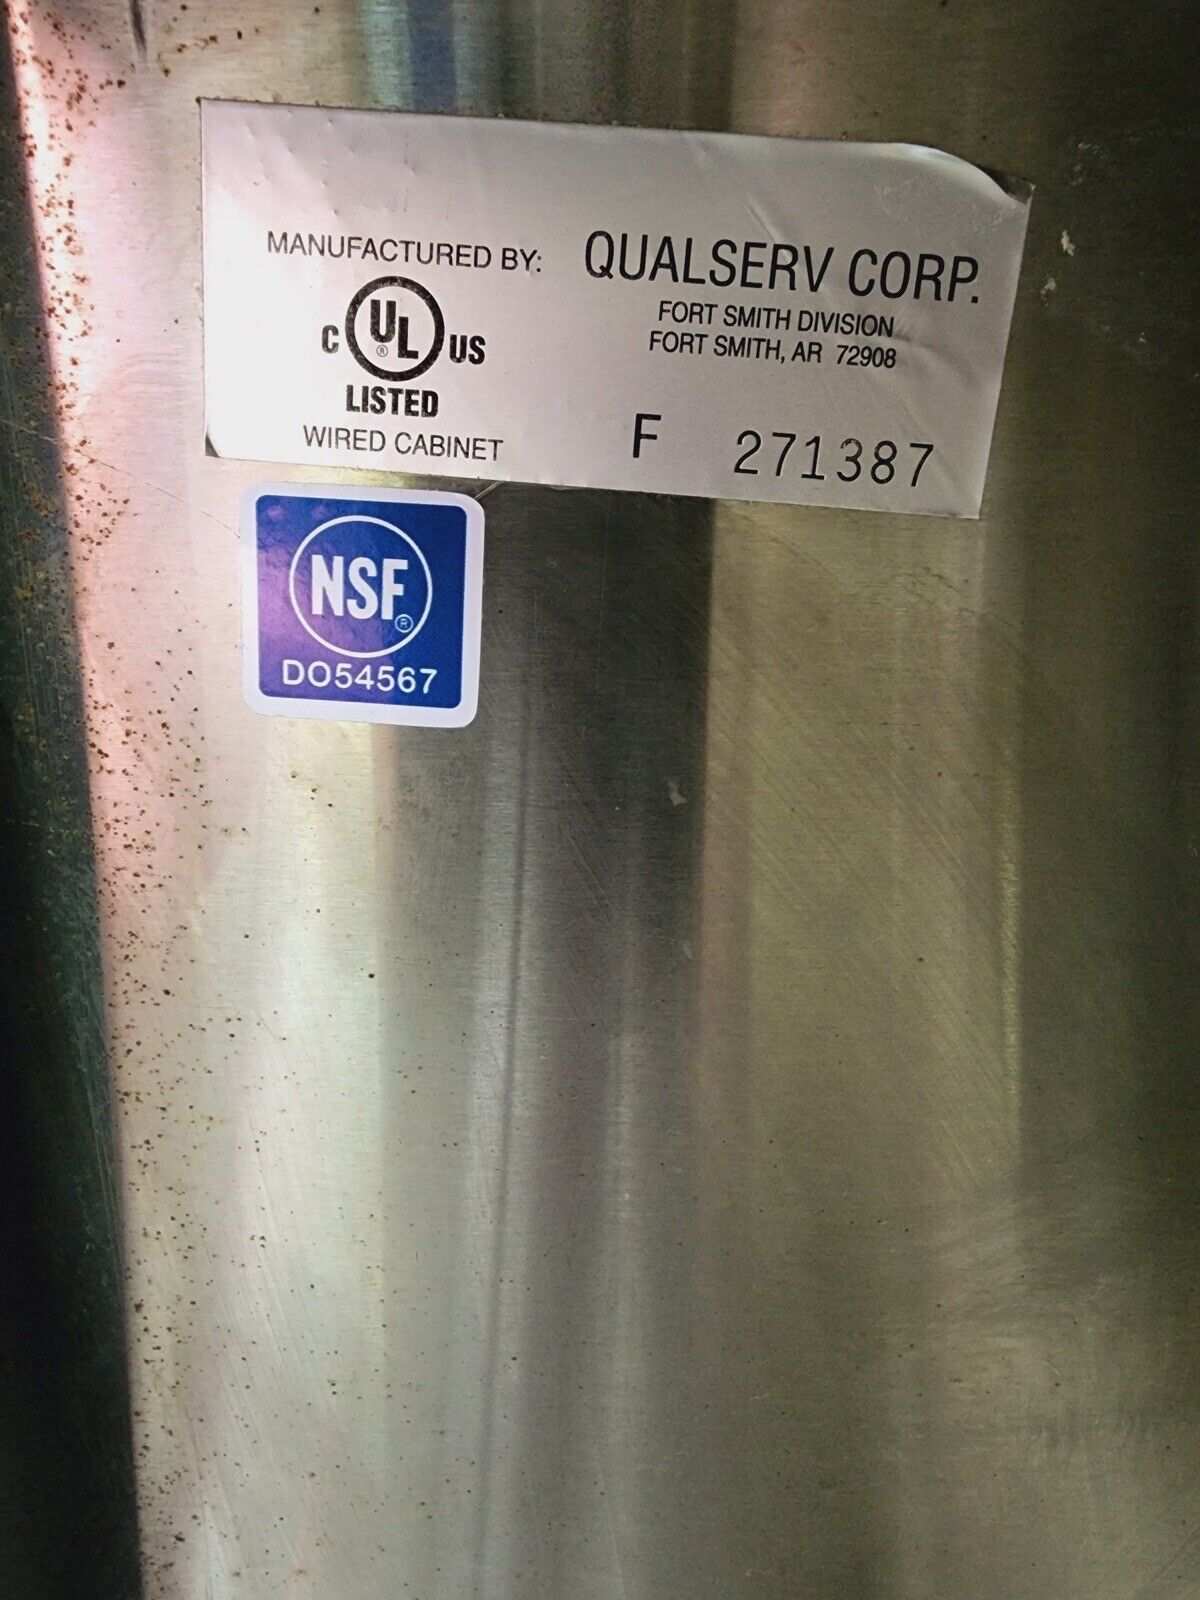 MANUFACTURED BY: QUALSERV CORP.
FORT SMITH DIVISION
FORT SMITH, AR 72908
C UL® US
LISTED
WIRED CABINET
F 271387
NSF®
DO54567